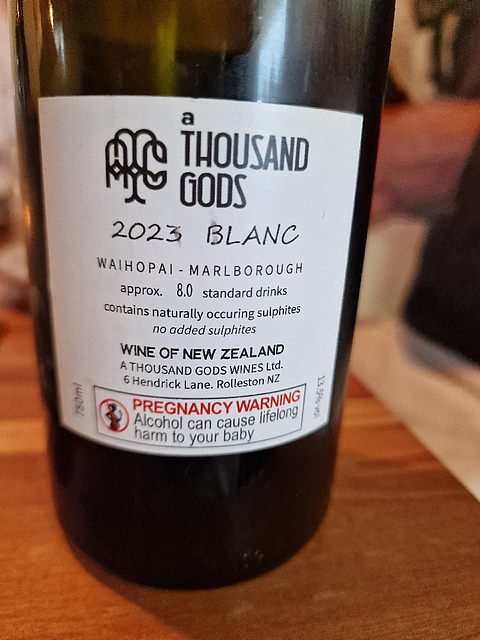 a
THOUSAND
GODS
2023 BLANC
WAIHOPAI - MARLBOROUGH
approx. 8.0 standard drinks
contains naturally occuring sulphites
no added sulphites
WINE OF NEW ZEALAND
A THOUSAND GODS WINES Ltd.
6 Hendrick Lane. Rolleston NZ
750ml
13.5% vol
PREGNANCY WARNING
Alcohol can cause lifelong
harm to your baby